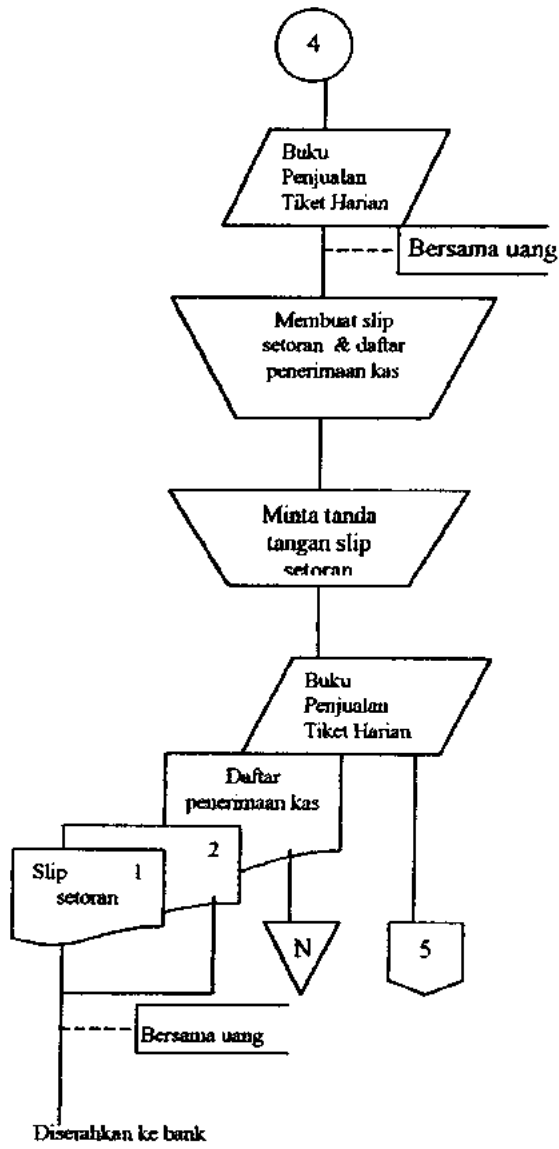 4
Buku
Penjualan
Tiket Harian
Bersama uang
Membuat slip
setoran & daftar
penerimaan kas
Minta tanda
tangan slip
setoran
Buku
Penjualan
Tiket Harian
Daftar
penerimaan kas
2
Slip 1
setoran
N
5
Bersama uang
Diserahkan ke bank